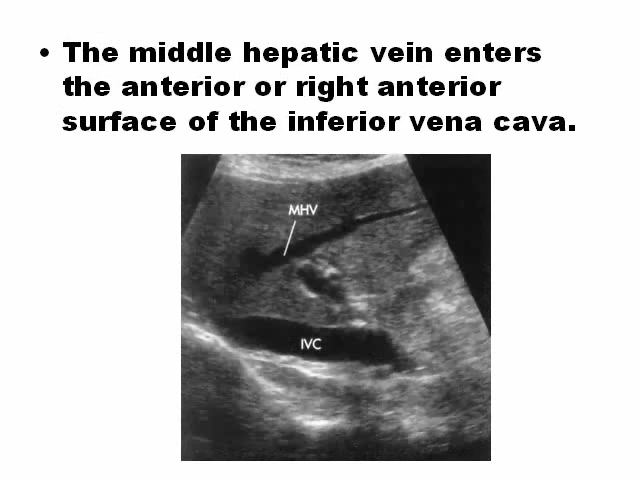 • The middle hepatic vein enters
the anterior or right anterior
surface of the inferior vena cava.
MHV
IVC